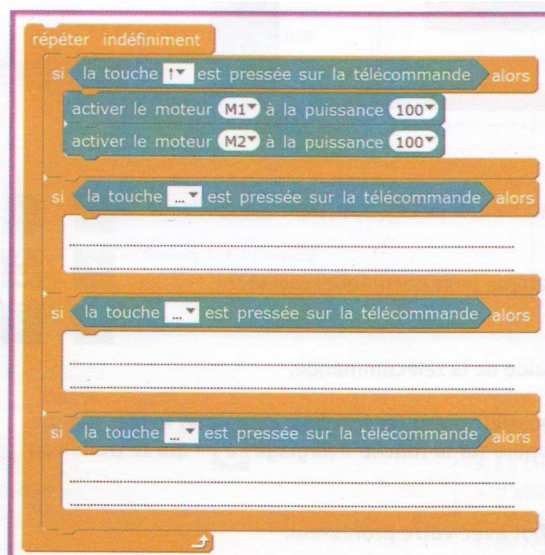 répéter indéfiniment
si la touche ↑ est pressée sur la télécommande alors
activer le moteur M1 à la puissance 100
activer le moteur M2 à la puissance 100
si la touche ... est pressée sur la télécommande alors
si la touche ... est pressée sur la télécommande alors
si la touche ... est pressée sur la télécommande alors